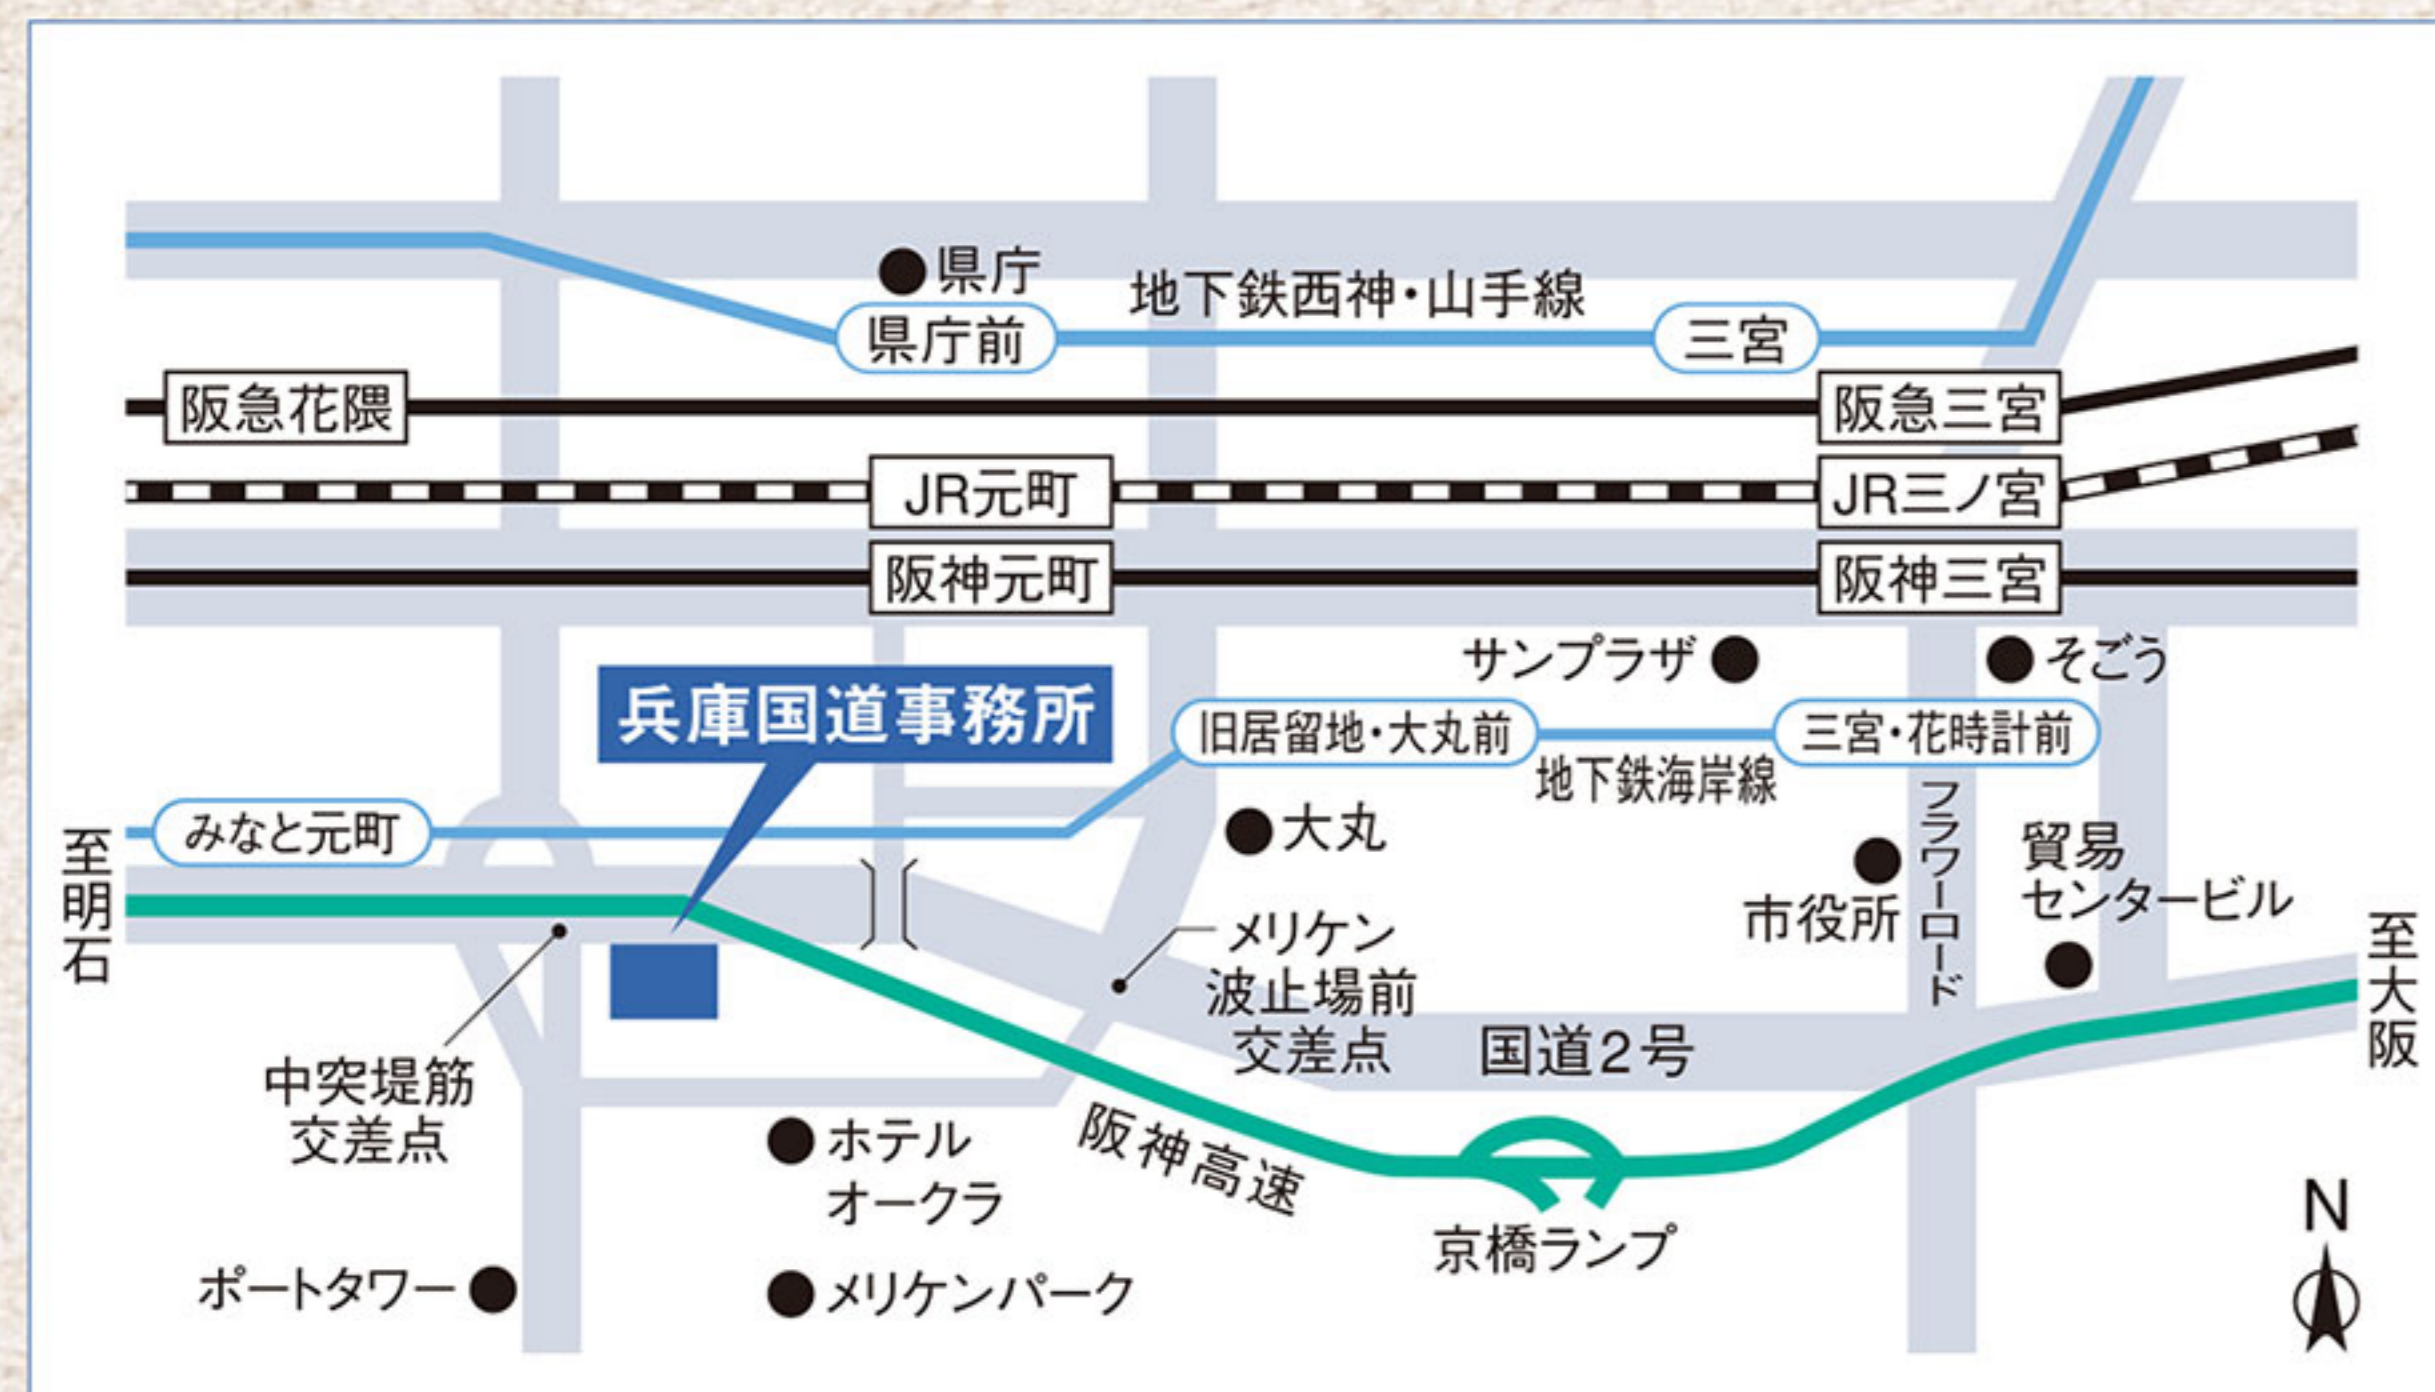 県庁
地下鉄西神・山手線
県庁前
三宮
阪急花隈
阪急三宮
JR元町
JR三ノ宮
阪神元町
阪神三宮
サンプラザ
そごう
兵庫国道事務所
旧居留地・大丸前
三宮・花時計前
地下鉄海岸線
みなと元町
大丸
フラワーロード
至明石
市役所
貿易
センタービル
メリケン
波止場前
交差点
国道2号
至大阪
中突堤筋
交差点
ホテル
オークラ
阪神高速
京橋ランプ
ポートタワー
メリケンパーク
N